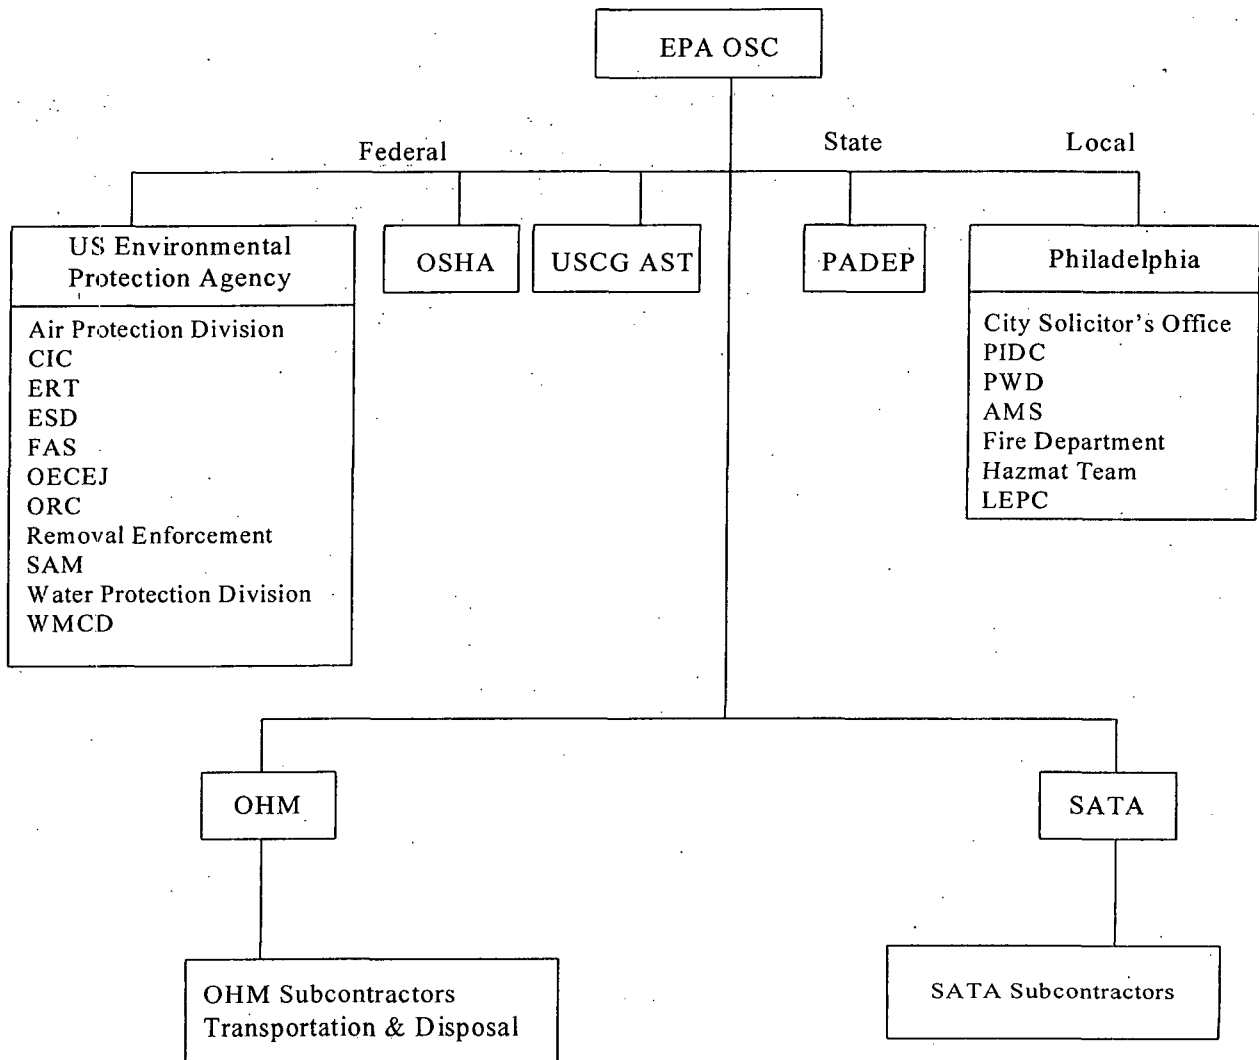 EPA OSC
Federal
State
Local
US Environmental
Protection Agency
Air Protection Division
CIC
ERT
ESD
FAS
OECEJ
ORC
Removal Enforcement
SAM
Water Protection Division
WMCD
OSHA
USCG AST
PADEP
Philadelphia
City Solicitor's Office
PIDC
PWD
AMS
Fire Department
Hazmat Team
LEPC
OHM
SATA
OHM Subcontractors
Transportation & Disposal
SATA Subcontractors